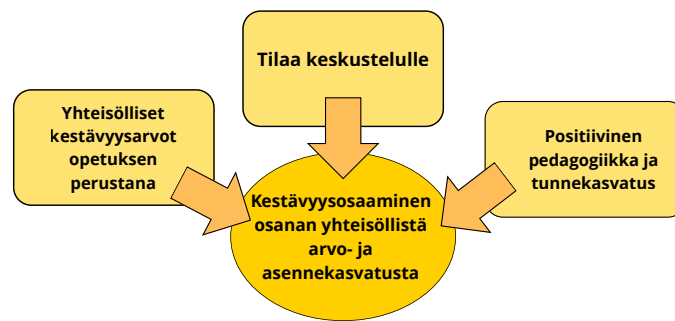 Tilaa keskustelulle
Yhteisölliset
kestävyysarvot
opetuksen
perustana
Positiivinen
pedagogiikka ja
tunnekasvatus
Kestävyysosaaminen
osanan yhteisöllistä
arvo- ja
asennekasvatusta